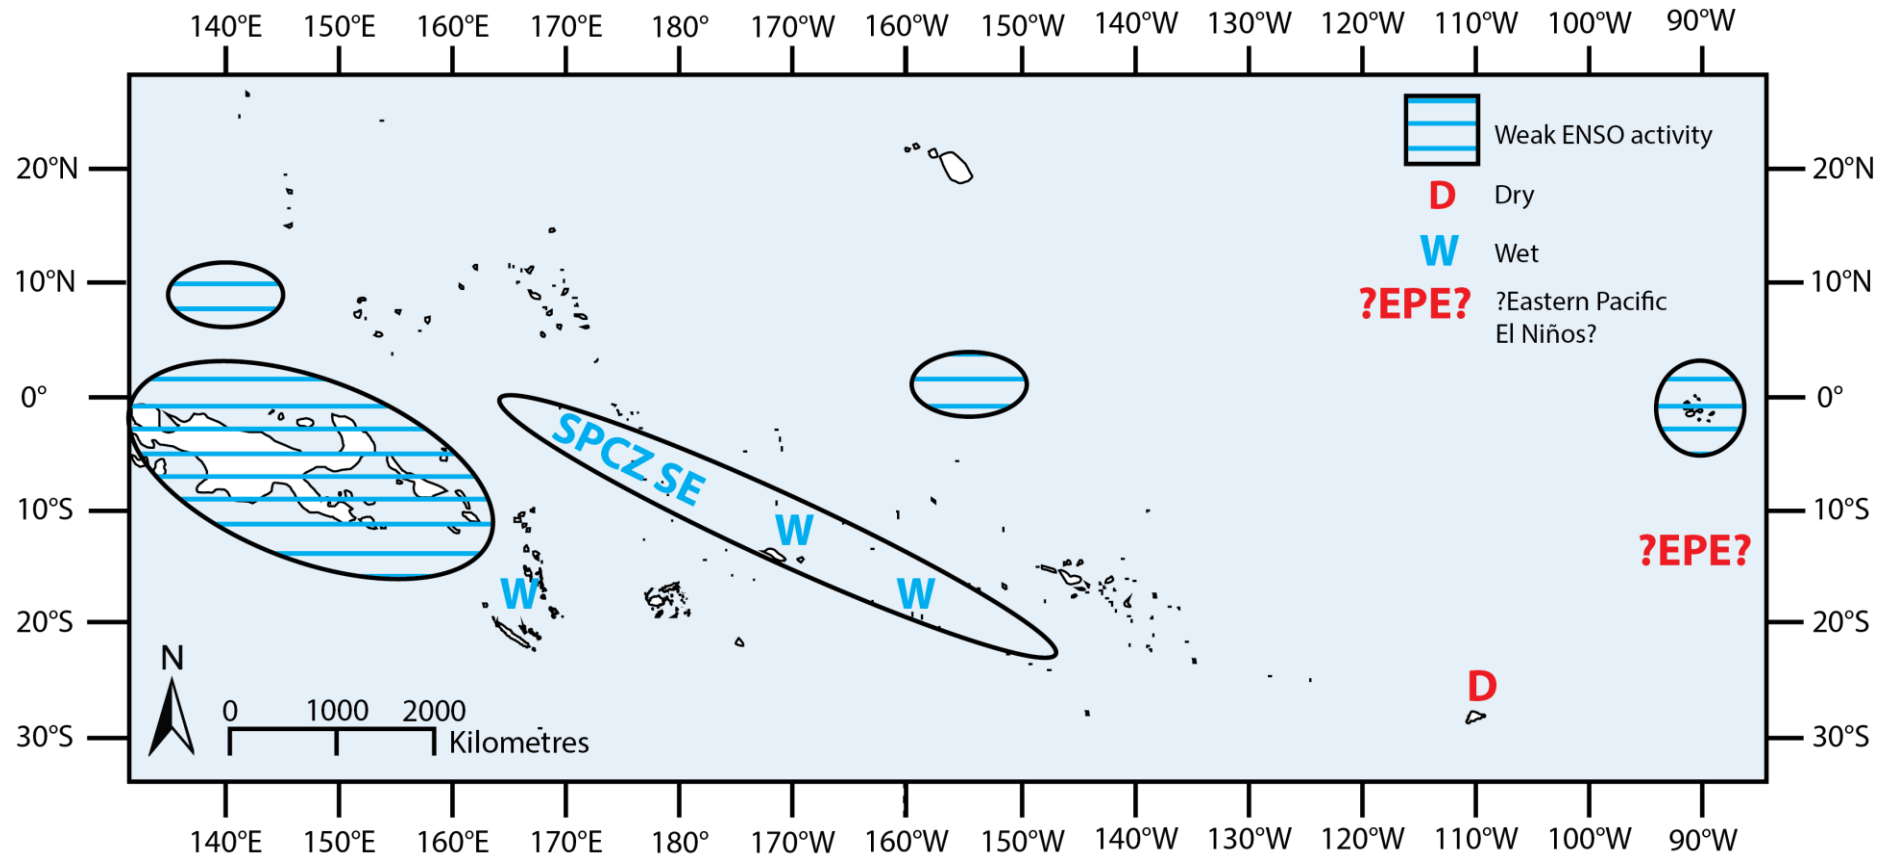 140°E 150°E 160°E 170°E 180° 170°W 160°W 150°W 140°W 130°W 120°W 110°W 100°W 90°W
Weak ENSO activity
20°N 20°N
D Dry
W Wet
10°N 10°N
?EPE? ?Eastern Pacific
El Niños?
0° 0°
SPCZ SE
10°S 10°S
W
?EPE?
W W
20°S 20°S
N
D
0 1000 2000
Kilometres
30°S 30°S
140°E 150°E 160°E 170°E 180° 170°W 160°W 150°W 140°W 130°W 120°W 110°W 100°W 90°W